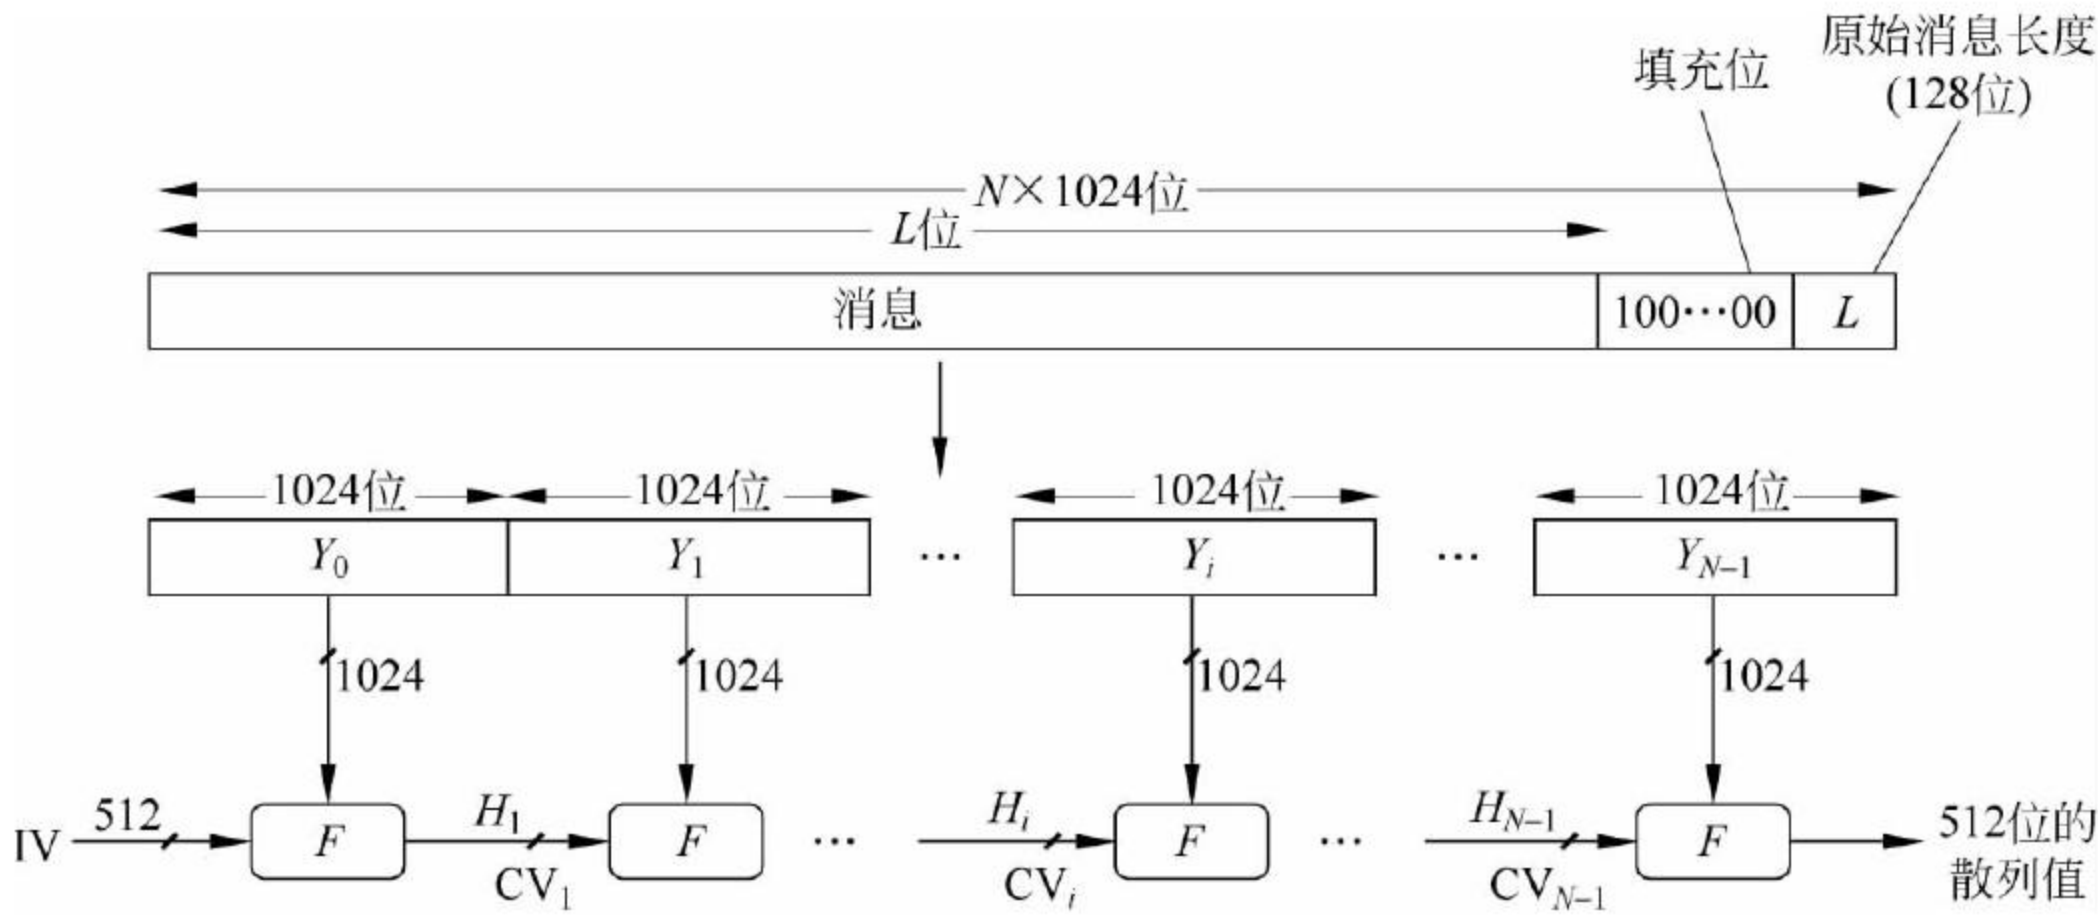 原始消息长度
(128位)
填充位
N×1024位
L位
消息
100…00
L
1024位
1024位
1024位
1024位
Y0
Y1
…
Yi
…
YN−1
1024
1024
1024
1024
IV
512
F
H1
CV1
F
…
Hi
CVi
F
…
HN−1
CVN−1
F
512位的
散列值